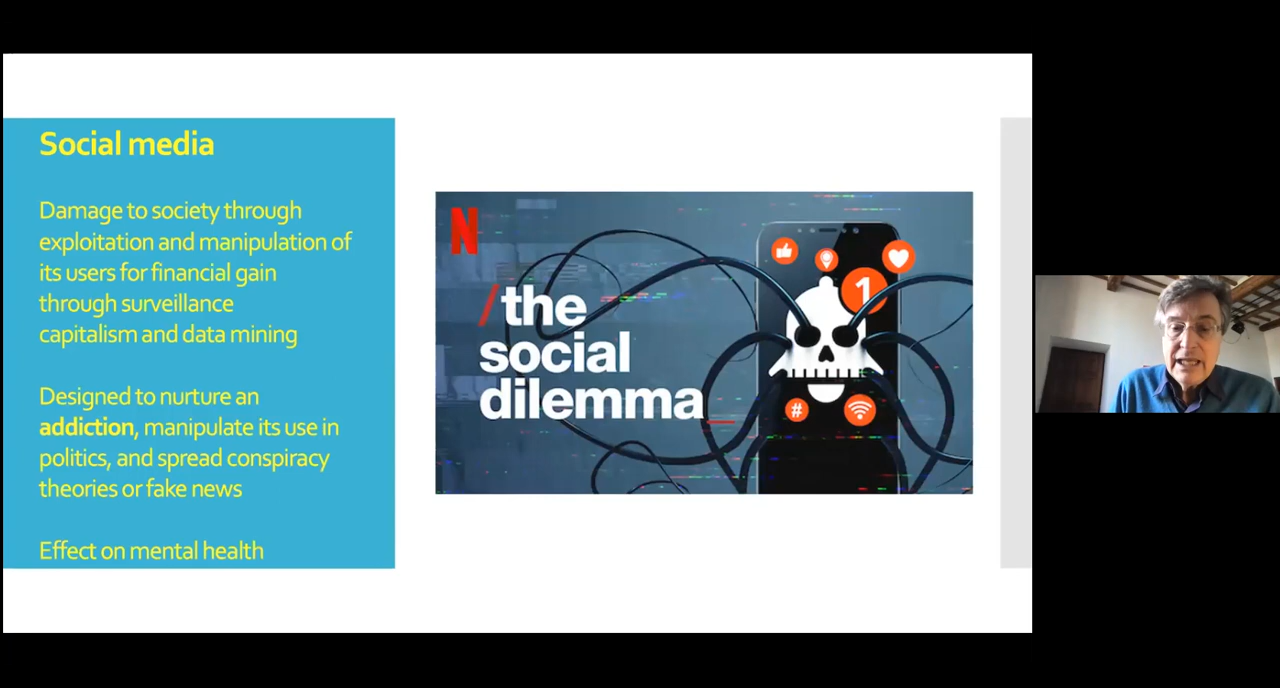 Social media
Damage to society through
exploitation and manipulation of
its users for financial gain
through surveillance
capitalism and data mining
Designed to nurture an
addiction, manipulate its use in
politics, and spread conspiracy
theories or fake news
Effect on mental health
N
/the
social
dilemma_
1
#